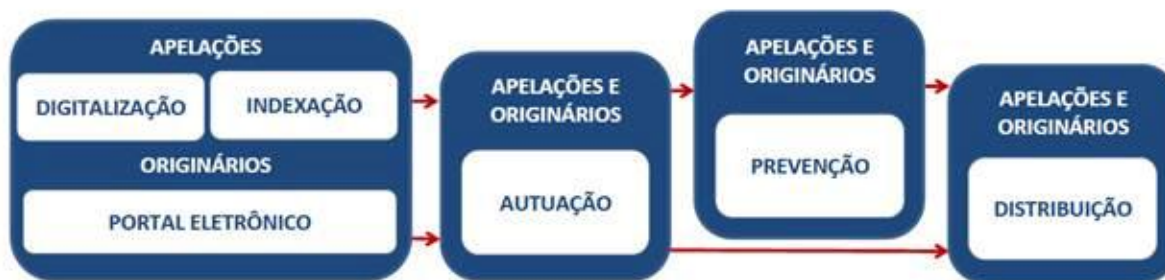 APELAÇÕES
DIGITALIZAÇÃO
INDEXAÇÃO
ORIGINÁRIOS
PORTAL ELETRÔNICO
APELAÇÕES E
ORIGINÁRIOS
AUTUAÇÃO
APELAÇÕES E
ORIGINÁRIOS
PREVENÇÃO
APELAÇÕES E
ORIGINÁRIOS
DISTRIBUIÇÃO